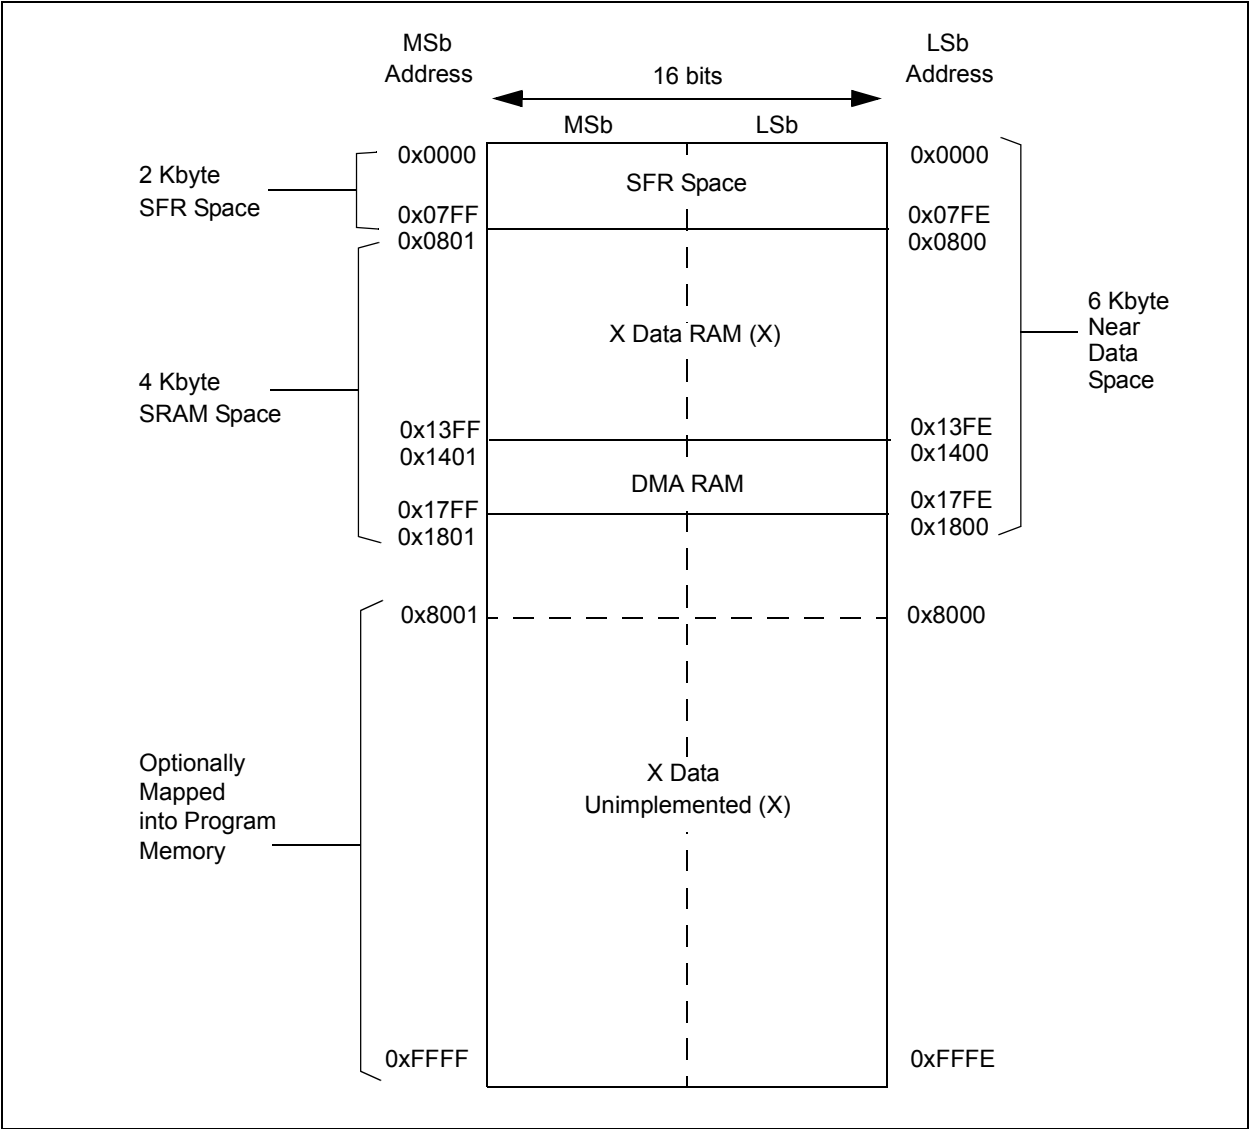 MSb
Address
LSb
Address
16 bits
MSb
LSb
0x0000
0x0000
2 Kbyte
SFR Space
SFR Space
0x07FF
0x07FE
0x0801
0x0800
X Data RAM (X)
6 Kbyte
Near
Data
Space
4 Kbyte
SRAM Space
0x13FF
0x13FE
0x1401
0x1400
DMA RAM
0x17FF
0x17FE
0x1801
0x1800
0x8001
0x8000
Optionally
Mapped
into Program
Memory
X Data
Unimplemented (X)
0xFFFF
0xFFFE